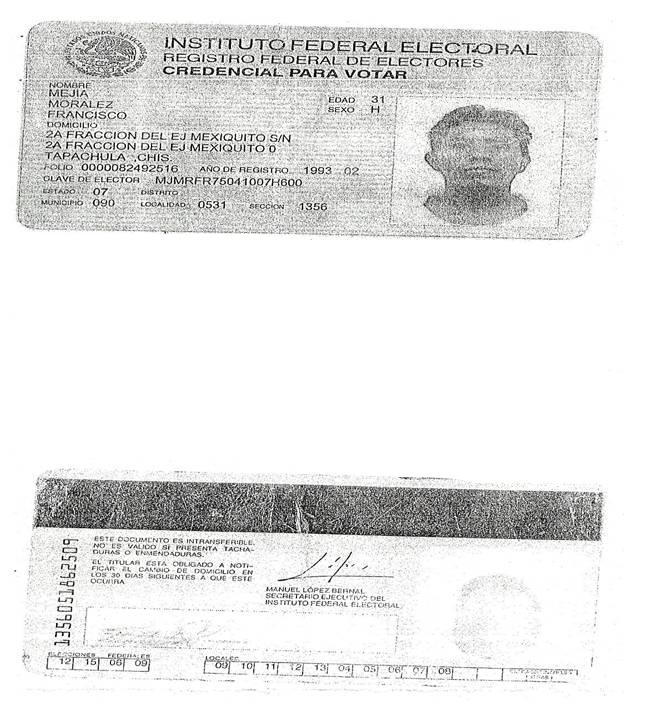 INSTITUTO FEDERAL ELECTORAL
REGISTRO FEDERAL DE ELECTORES
CREDENCIAL PARA VOTAR
NOMBRE
MEJIA
MORALEZ
FRANCISCO
EDAD 31
SEXO H
DOMICILIO
2A FRACCION DEL EJ MEXIQUITO S/N
2A FRACCION DEL EJ MEXIQUITO 0
TAPACHULA ,CHIS.
FOLIO 0000082492516 AÑO DE REGISTRO 1993 02
CLAVE DE ELECTOR MJMRFR75041007H600
ESTADO 07 DISTRITO
MUNICIPIO 090 LOCALIDAD 0531 SECCION 1356
ESTE DOCUMENTO ES INTRANSFERIBLE,
NO ES VALIDO SI PRESENTA TACHA-
DURAS O ENMENDADURAS.
EL TITULAR ESTA OBLIGADO A NOTI-
FICAR EL CAMBIO DE DOMICILIO EN
LOS 30 DIAS SIGUIENTES A QUE ESTE
OCURRA
MANUEL LÓPEZ BERNAL
SECRETARIO EJECUTIVO DEL
INSTITUTO FEDERAL ELECTORAL
1356051862509
ELECCIONES FEDERALES
12 15 06 09
LOCALES
09 10 11 12 13 04 05 06 07 08